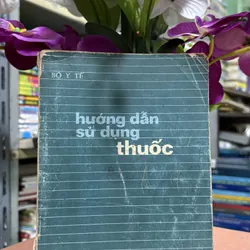 BỘ Y TẾ
hướng dẫn
sử dụng
thuốc